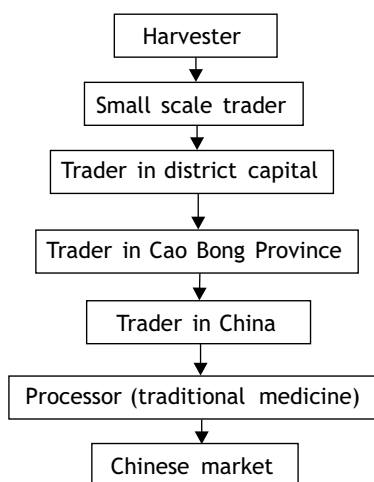 Harvester
Small scale trader
Trader in district capital
Trader in Cao Bong Province
Trader in China
Processor (traditional medicine)
Chinese market